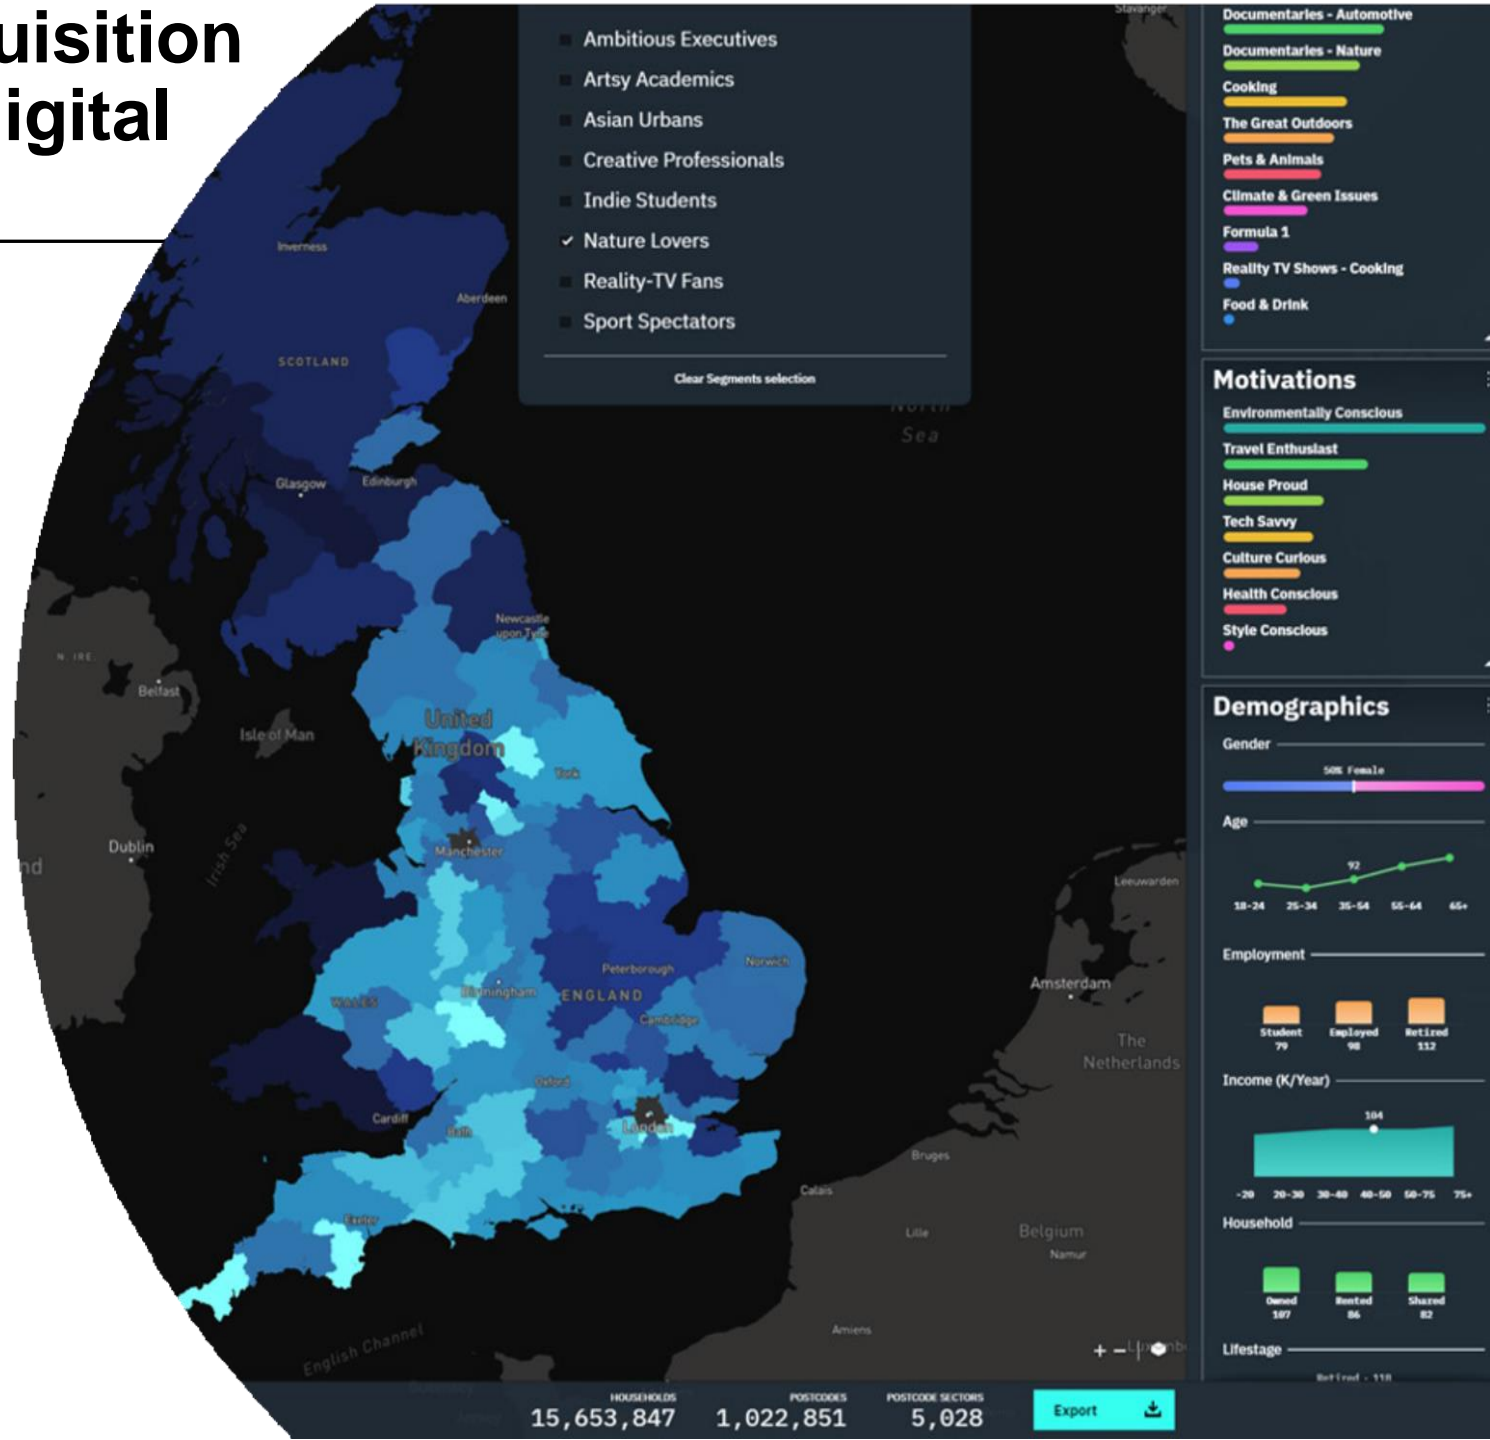 uisition
igital
Ambitious Executives
Artsy Academics
Asian Urbans
Creative Professionals
Indie Students
Nature Lovers
Reality-TV Fans
Sport Spectators
Clear Segments selection
Stavanger
Inverness
Aberdeen
SCOTLAND
North
Sea
Glasgow
Edinburgh
Newcastle
upon Tyne
N. IRE.
Belfast
Isle of Man
United
Kingdom
York
Dublin
nd
Irish Sea
Manchester
Leeuwarden
Peterborough
Norwich
Birmingham
ENGLAND
WALES
Cambridge
Amsterdam
The
Netherlands
Oxford
Cardiff
Bath
London
Bruges
Calais
Exeter
Lille
Belgium
Namur
Amiens
English Channel
HOUSEHOLDS
15,653,847
POSTCODES
1,022,851
POSTCODE SECTORS
5,028
Export
Documentaries - Automotive
Documentaries - Nature
Cooking
The Great Outdoors
Pets & Animals
Climate & Green Issues
Formula 1
Reality TV Shows - Cooking
Food & Drink
Motivations
Environmentally Conscious
Travel Enthusiast
House Proud
Tech Savvy
Culture Curious
Health Conscious
Style Conscious
Demographics
Gender
50% Female
Age
92
18-24 25-34 35-54 55-64 65+
Employment
Student Employed Retired
79 98 112
Income (K/Year)
104
-20 20-30 30-40 40-50 50-75 75+
Household
Owned Rented Shared
107 86 82
Lifestage
Retired - 118